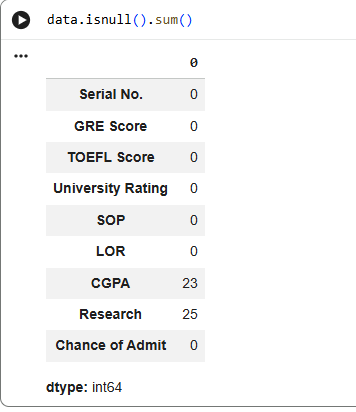 data.isnull().sum()
0
Serial No. 0
GRE Score 0
TOEFL Score 0
University Rating 0
SOP 0
LOR 0
CGPA 23
Research 25
Chance of Admit 0
dtype: int64